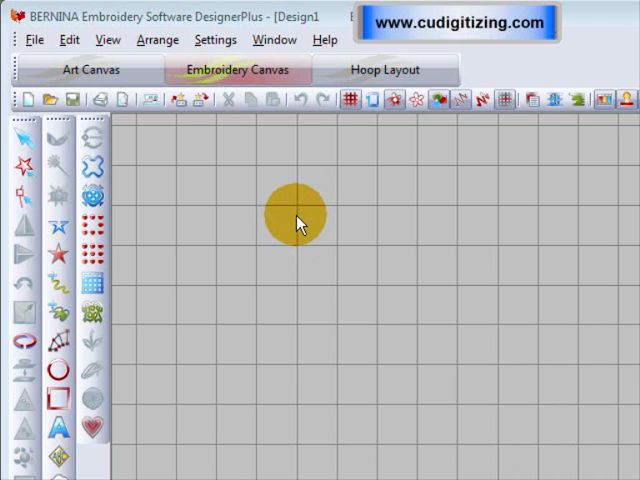 BERNINA Embroidery Software DesignerPlus - [Design1
www.cudigitizing.com
File Edit View Arrange Settings Window Help
Art Canvas Embroidery Canvas Hoop Layout